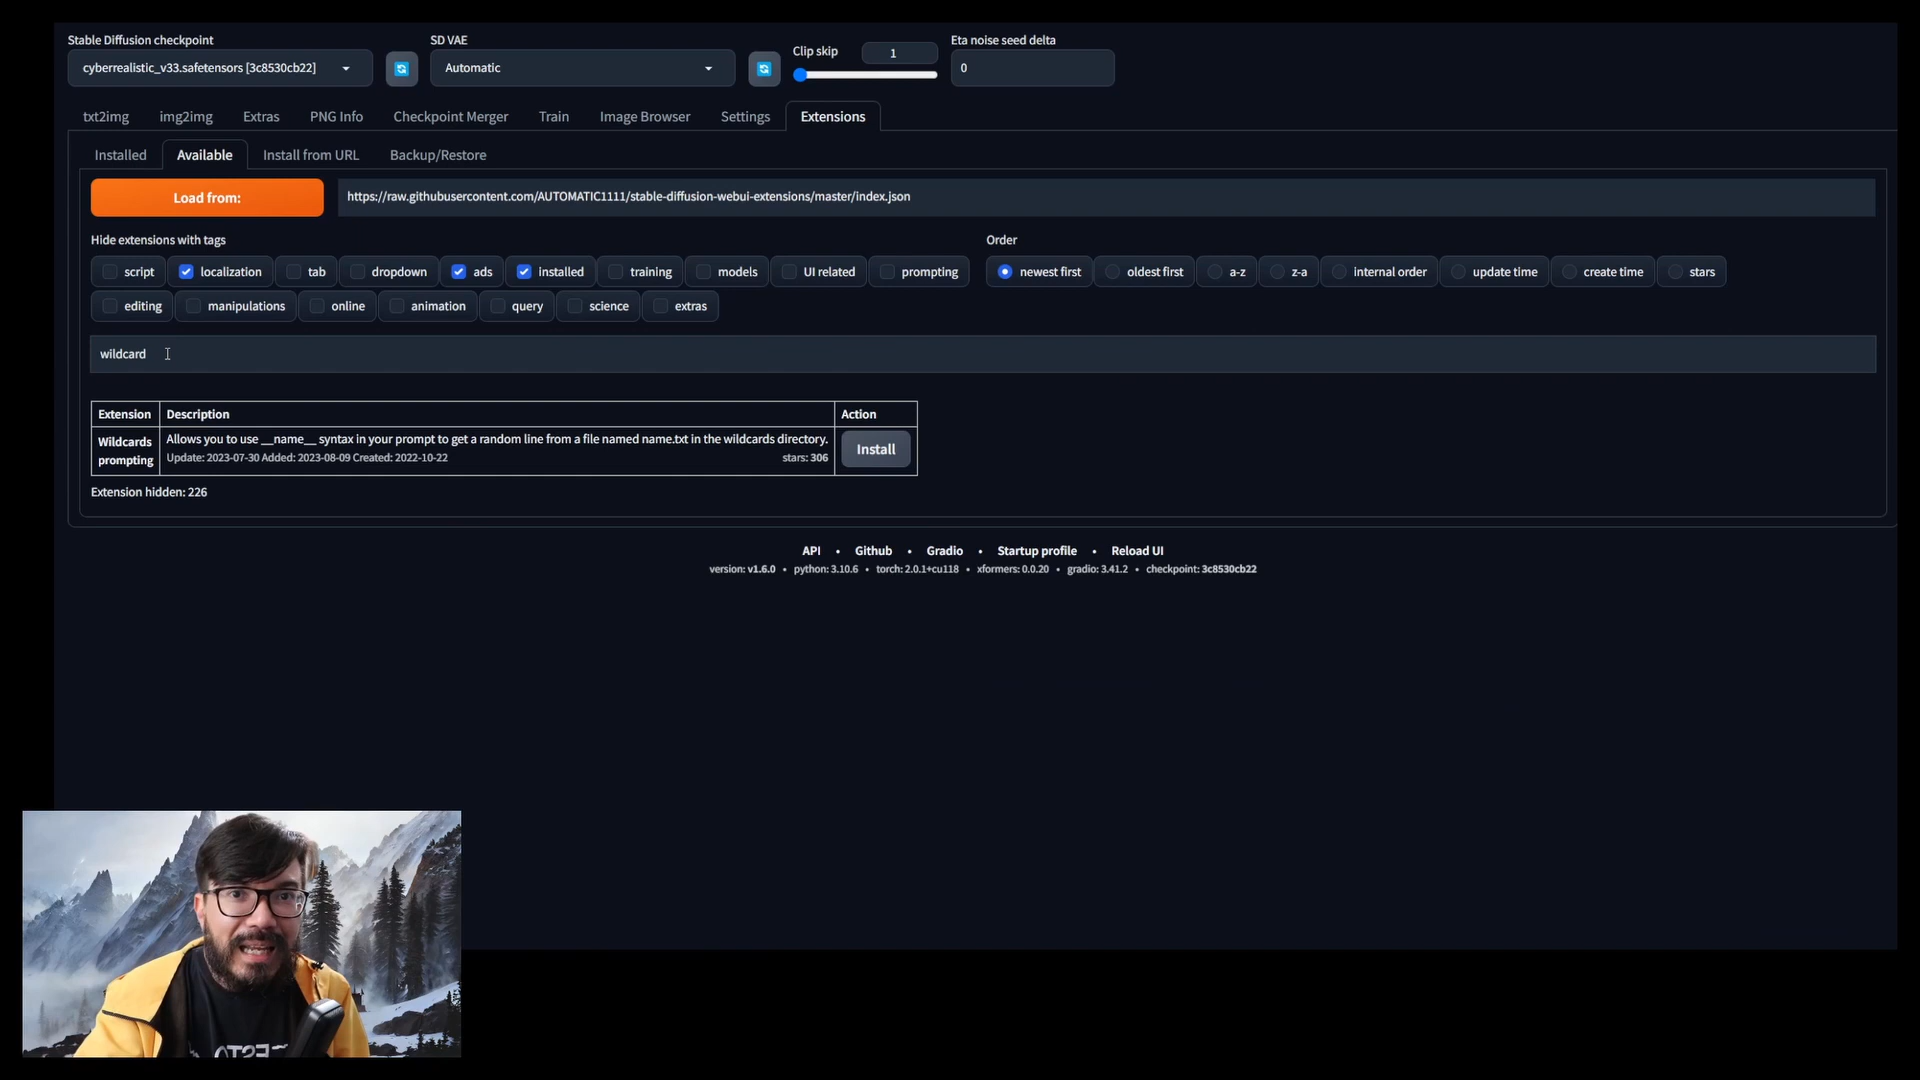 Stable Diffusion checkpoint
SD VAE
Clip skip
1
Eta noise seed delta
cyberrealistic_v33.safetensors [3c8530cb22]
Automatic
0
txt2img
img2img
Extras
PNG Info
Checkpoint Merger
Train
Image Browser
Settings
Extensions
Installed
Available
Install from URL
Backup/Restore
Load from:
https://raw.githubusercontent.com/AUTOMATIC1111/stable-diffusion-webui-extensions/master/index.json
Hide extensions with tags
Order
script
localization
tab
dropdown
ads
installed
training
models
UI related
prompting
newest first
oldest first
a-z
z-a
internal order
update time
create time
stars
editing
manipulations
online
animation
query
science
extras
wildcard
Extension
Description
Action
Wildcards
prompting
Allows you to use __name__ syntax in your prompt to get a random line from a file named name.txt in the wildcards directory.
Update: 2023-07-30 Added: 2023-08-09 Created: 2022-10-22
stars: 306
Install
Extension hidden: 226
API • Github • Gradio • Startup profile • Reload UI
version: v1.6.0 • python: 3.10.6 • torch: 2.0.1+cu118 • xformers: 0.0.20 • gradio: 3.41.2 • checkpoint: 3c8530cb22